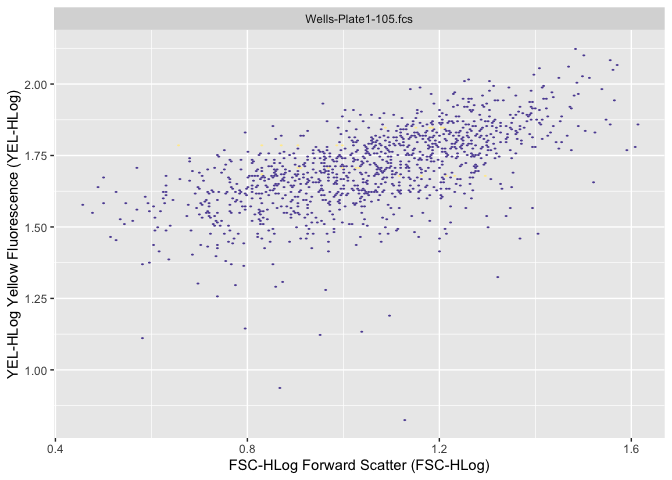 Wells-Plate1-105.fcs
YEL-HLog Yellow Fluorescence (YEL-HLog)
2.00
1.75
1.50
1.25
1.00
0.4 0.8 1.2 1.6
FSC-HLog Forward Scatter (FSC-HLog)